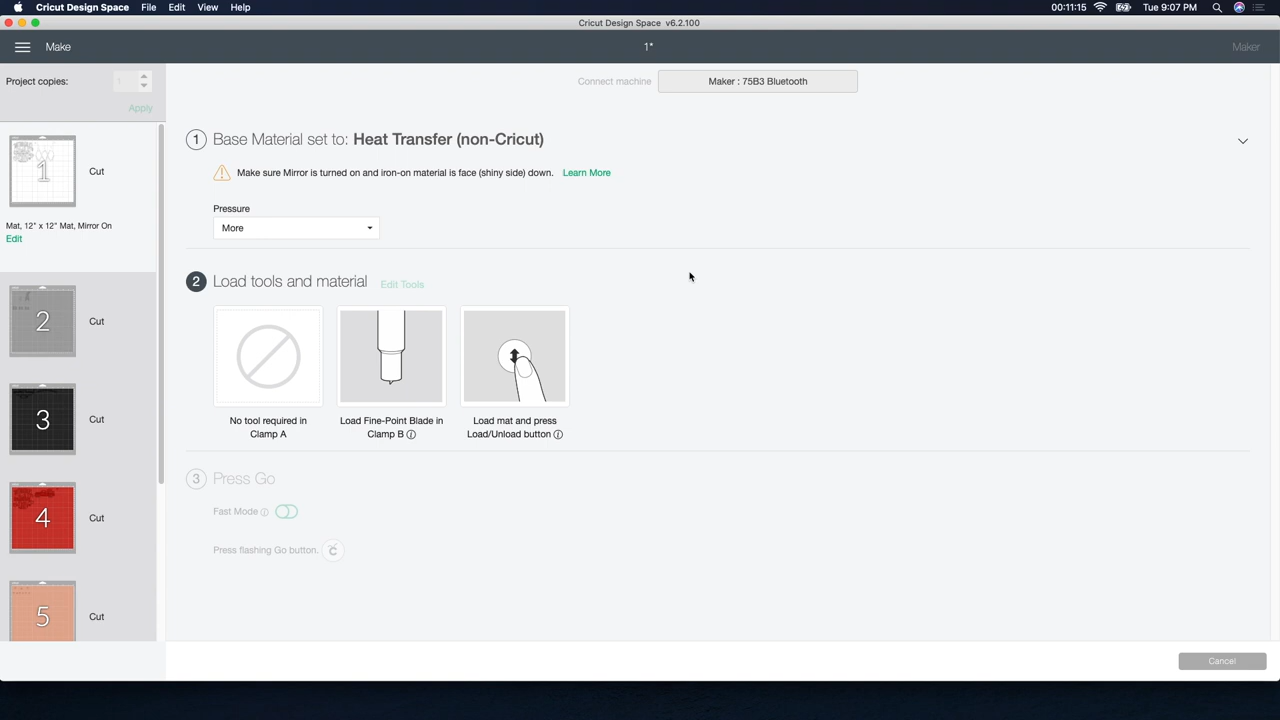 Cricut Design Space File Edit View Help 00:11:15 Tue 9:07 PM
Cricut Design Space v6.2.100
Make 1* Maker
Project copies: 1
Apply
Connect machine Maker : 75B3 Bluetooth
1 Cut
Mat, 12" x 12" Mat, Mirror On
Edit
2 Cut
3 Cut
4 Cut
5 Cut
1 Base Material set to: Heat Transfer (non-Cricut)
Make sure Mirror is turned on and iron-on material is face (shiny side) down. Learn More
Pressure
More
2 Load tools and material Edit Tools
No tool required in
Clamp A
Load Fine-Point Blade in
Clamp B
Load mat and press
Load/Unload button
3 Press Go
Fast Mode
Press flashing Go button.
Cancel